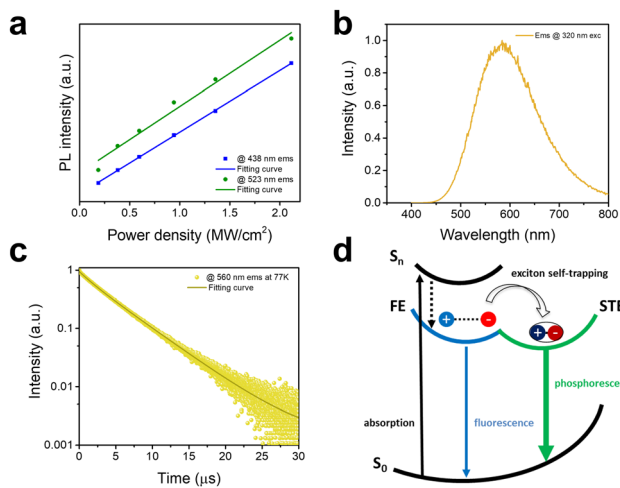 a
PL intensity (a.u.)
@ 438 nm ems
Fitting curve
@ 523 nm ems
Fitting curve
0.0 0.5 1.0 1.5 2.0
Power density (MW/cm²)
b
Intensity (a.u.)
1.0
0.8
0.6
0.4
0.2
0.0
Ems @ 320 nm exc
400 500 600 700 800
Wavelength (nm)
c
Intensity (a.u.)
1
0.1
0.01
0.001
@ 560 nm ems at 77K
Fitting curve
0 5 10 15 20 25 30
Time (μs)
d
Sn
exciton self-trapping
FE
STE
+
-
+
-
phosphoresce
absorption
fluorescence
S0